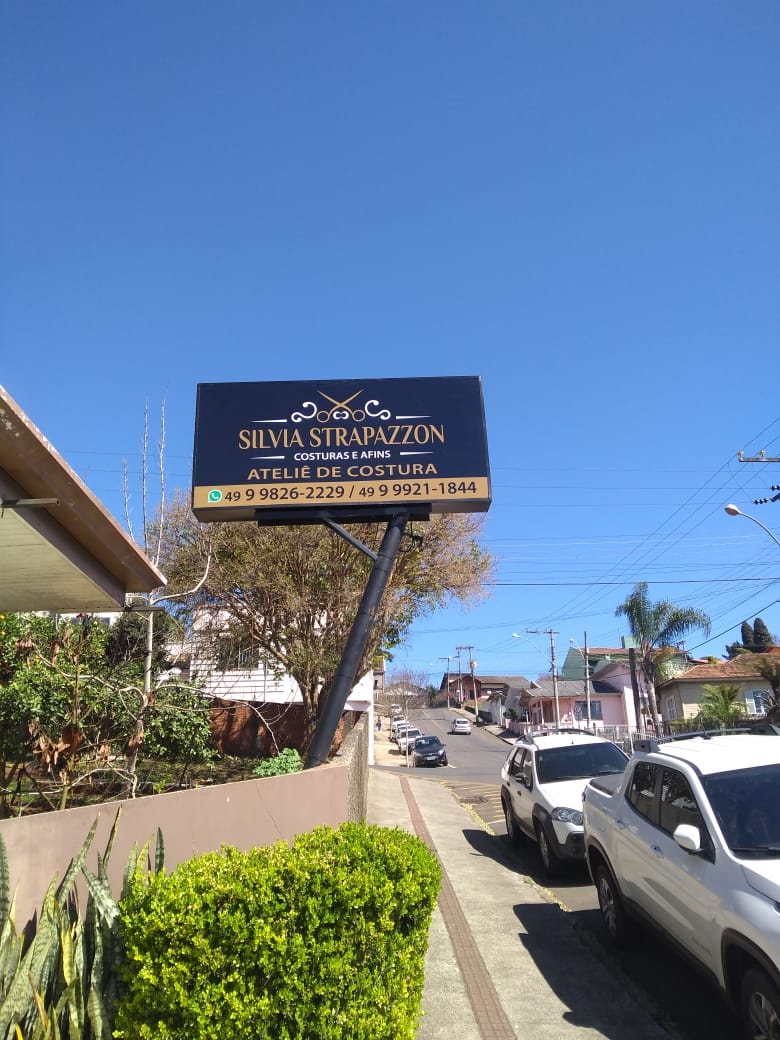 SILVIA STRAPAZZON
COSTURAS E AFINS
ATELIÊ DE COSTURA
49 9 9826-2229 / 49 9 9921-1844